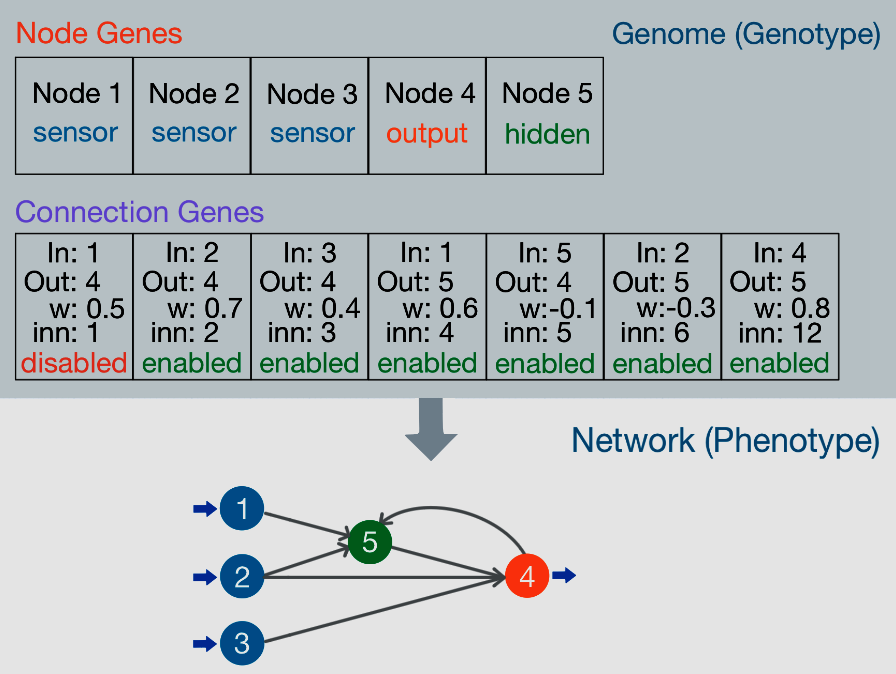 Node Genes
Genome (Genotype)
Node 1 Node 2 Node 3 Node 4 Node 5
sensor sensor sensor output hidden
Connection Genes
In: 1 In: 2 In: 3 In: 1 In: 5 In: 2 In: 4
Out: 4 Out: 4 Out: 4 Out: 5 Out: 4 Out: 5 Out: 5
w: 0.5 w: 0.7 w: 0.4 w: 0.6 w:-0.1 w:-0.3 w: 0.8
inn: 1 inn: 2 inn: 3 inn: 4 inn: 5 inn: 6 inn: 12
disabled enabled enabled enabled enabled enabled enabled
Network (Phenotype)
1
5
2
4
3